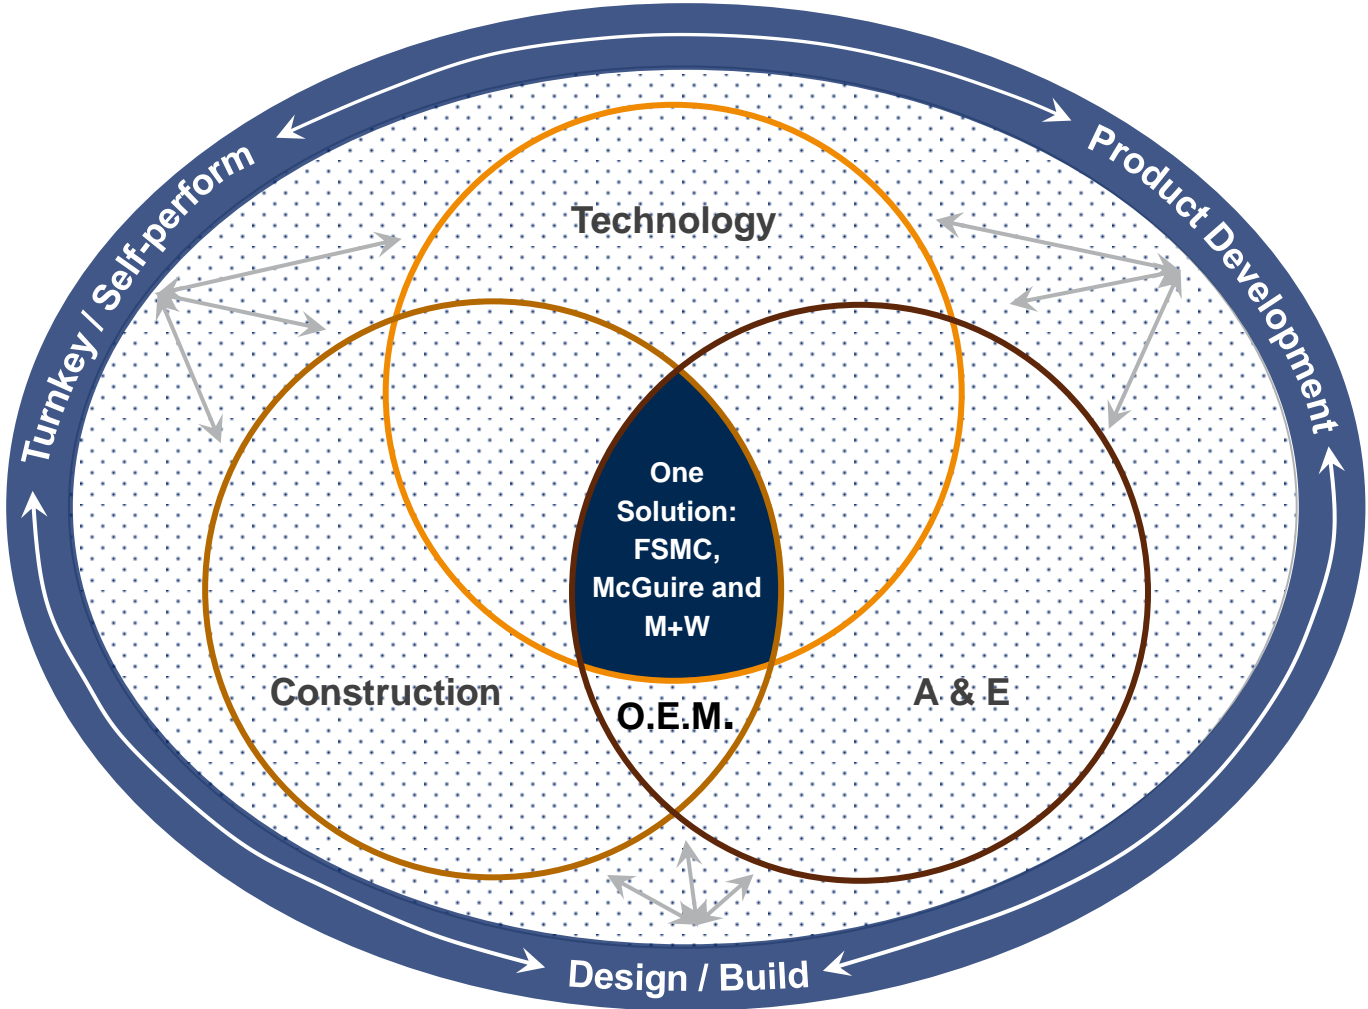 Turnkey / Self-perform
Product Development
Technology
One
Solution:
FSMC,
McGuire and
M+W
Construction
A & E
O.E.M.
Design / Build